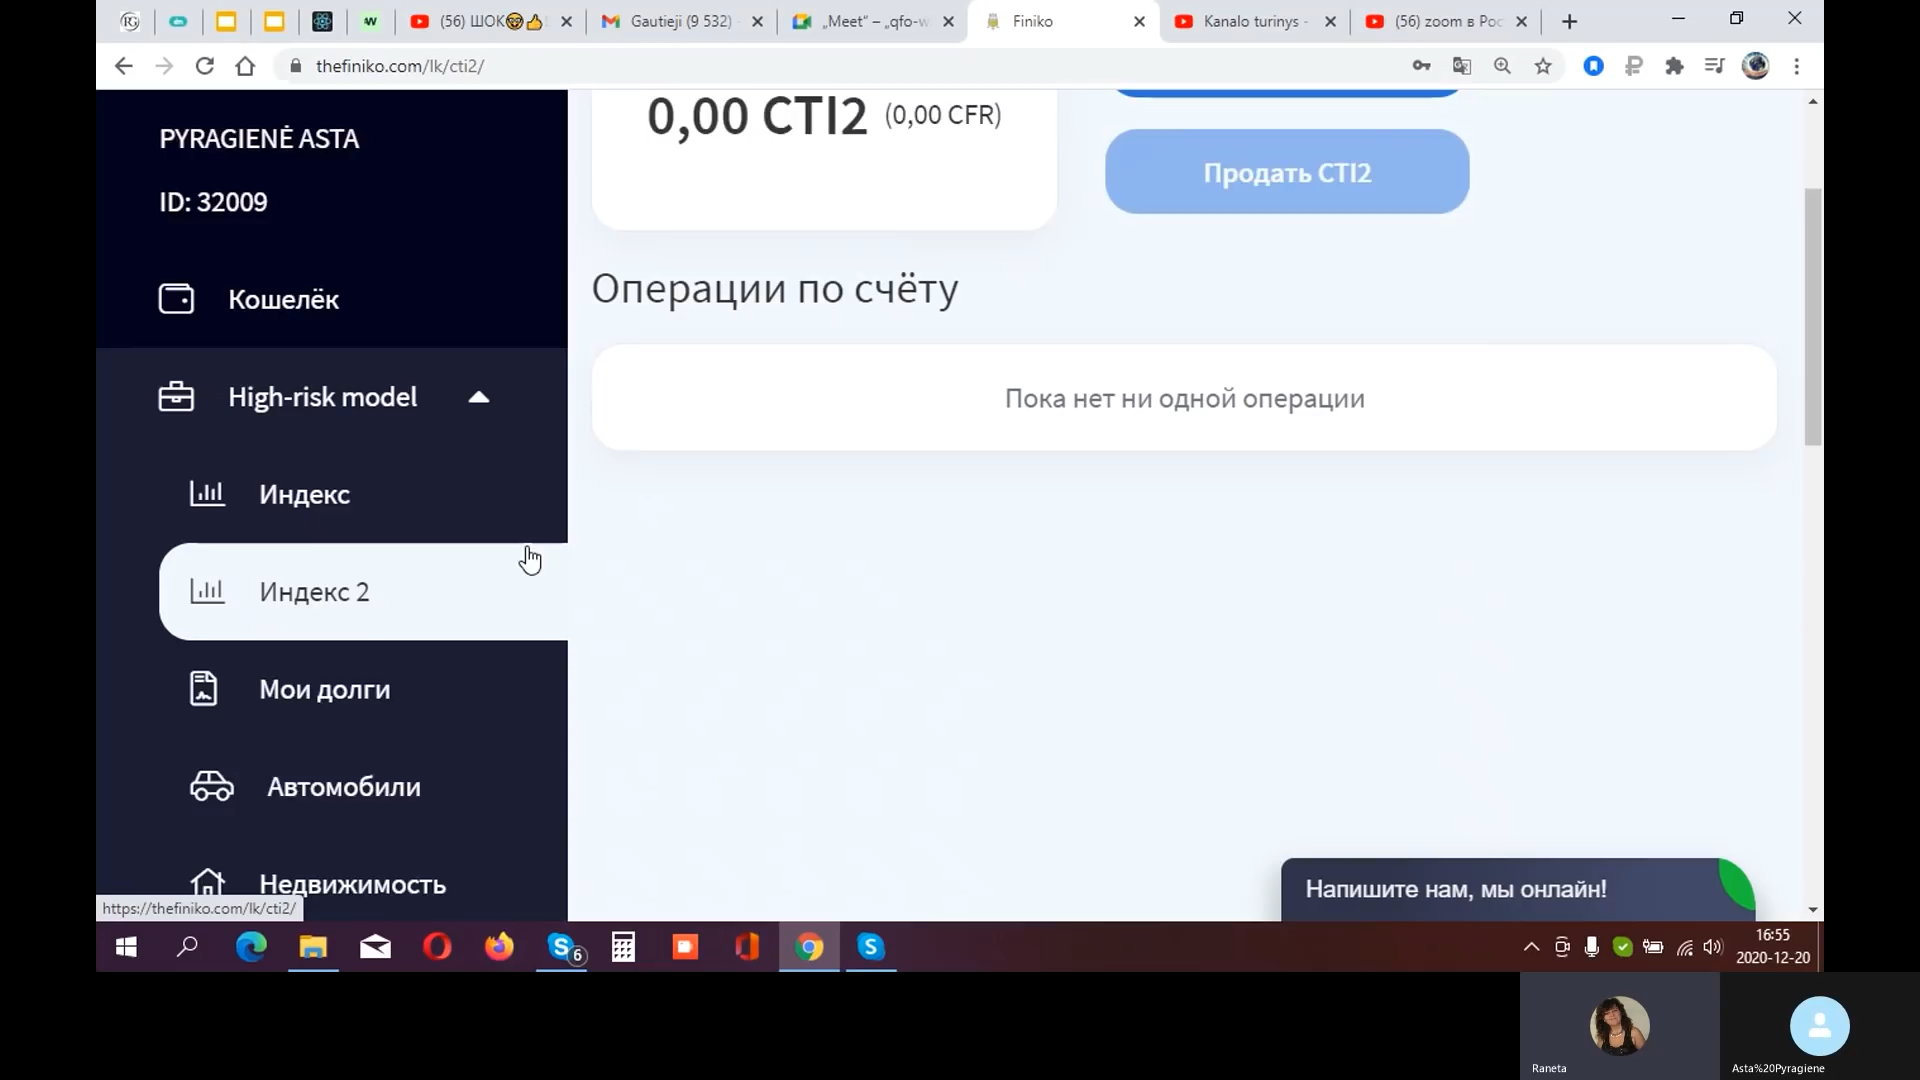 (56) ШОК🤓👍
Gautieji (9 532)
„Meet“ – „qfo-w
Finiko
Kanalo turinys -
(56) zoom в Рос
thefiniko.com/lk/cti2/
PYRAGIENĖ ASTA
ID: 32009
Кошелёк
High-risk model
Индекс
Индекс 2
Мои долги
Автомобили
Недвижимость
https://thefiniko.com/lk/cti2/
0,00 CTI2 (0,00 CFR)
Продать CTI2
Операции по счёту
Пока нет ни одной операции
Напишите нам, мы онлайн!
6
16:55
2020-12-20
Raneta
Asta%20Pyragiene